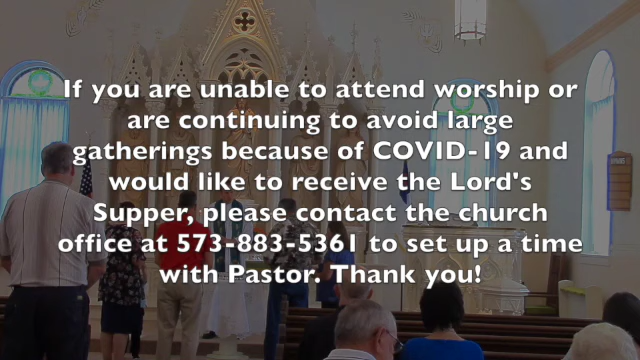 If you are unable to attend worship or
are continuing to avoid large
gatherings because of COVID-19 and
would like to receive the Lord's
Supper, please contact the church
office at 573-883-5361 to set up a time
with Pastor. Thank you!